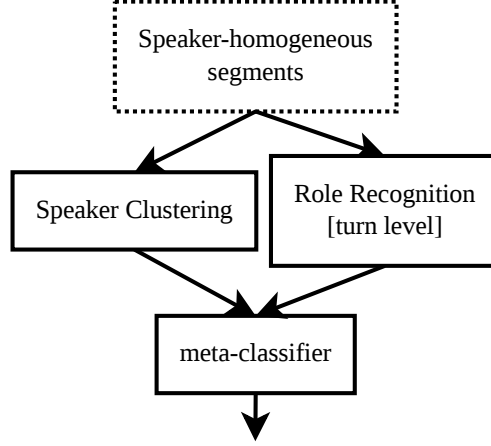 Speaker-homogeneous
segments
Speaker Clustering
Role Recognition
[turn level]
meta-classifier